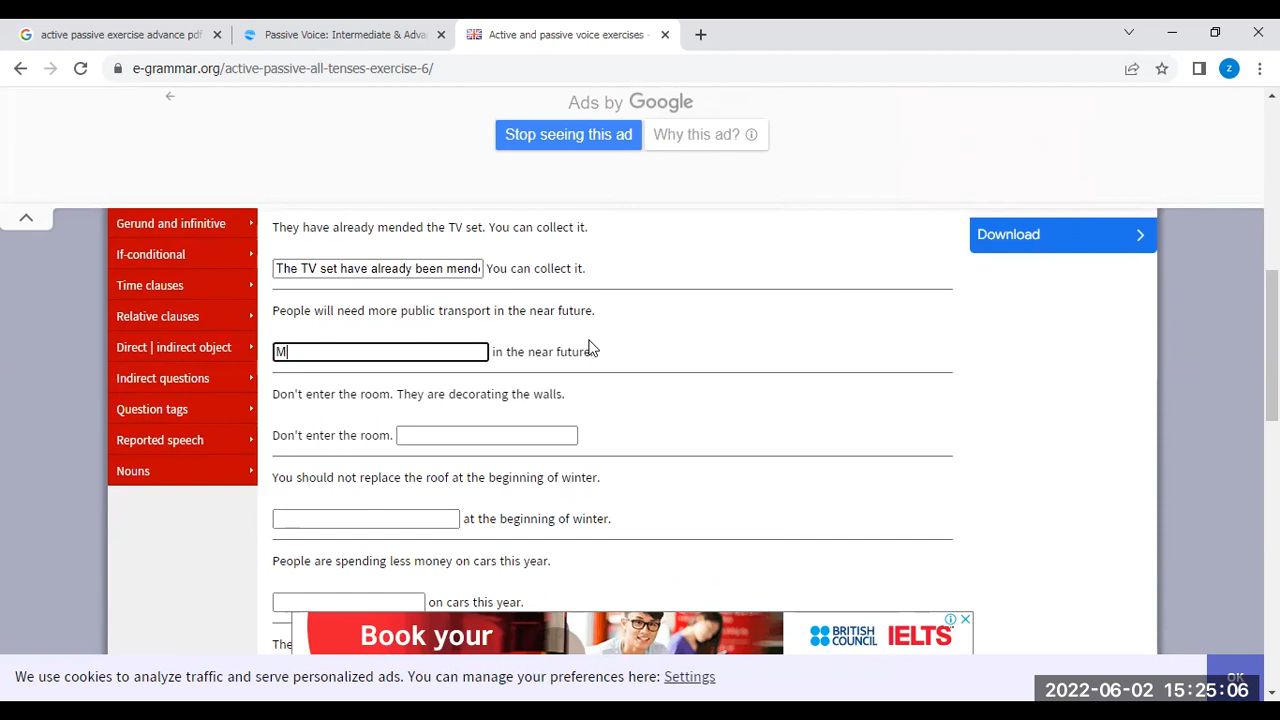 active passive exercise advance pdf
Passive Voice: Intermediate & Adva
Active and passive voice exercises -
e-grammar.org/active-passive-all-tenses-exercise-6/
z
Ads by Google
Stop seeing this ad
Why this ad?
Gerund and infinitive
If-conditional
Time clauses
Relative clauses
Direct | indirect object
Indirect questions
Question tags
Reported speech
Nouns
They have already mended the TV set. You can collect it.
The TV set have already been mend You can collect it.
People will need more public transport in the near future.
M in the near future.
Don't enter the room. They are decorating the walls.
Don't enter the room.
You should not replace the roof at the beginning of winter.
at the beginning of winter.
People are spending less money on cars this year.
on cars this year.
The
Download
Book your
BRITISH COUNCIL
IELTS
We use cookies to analyze traffic and serve personalized ads. You can manage your preferences here: Settings
OK
2022-06-02 15:25:06